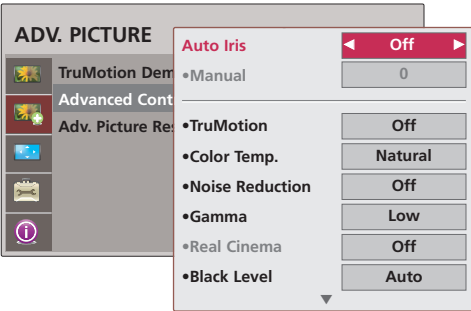 ADV. PICTURE
TruMotion Dem
Advanced Cont
Adv. Picture Res
Auto Iris ◀ Off ▶
•Manual 0
•TruMotion Off
•Color Temp. Natural
•Noise Reduction Off
•Gamma Low
•Real Cinema Off
•Black Level Auto
▼